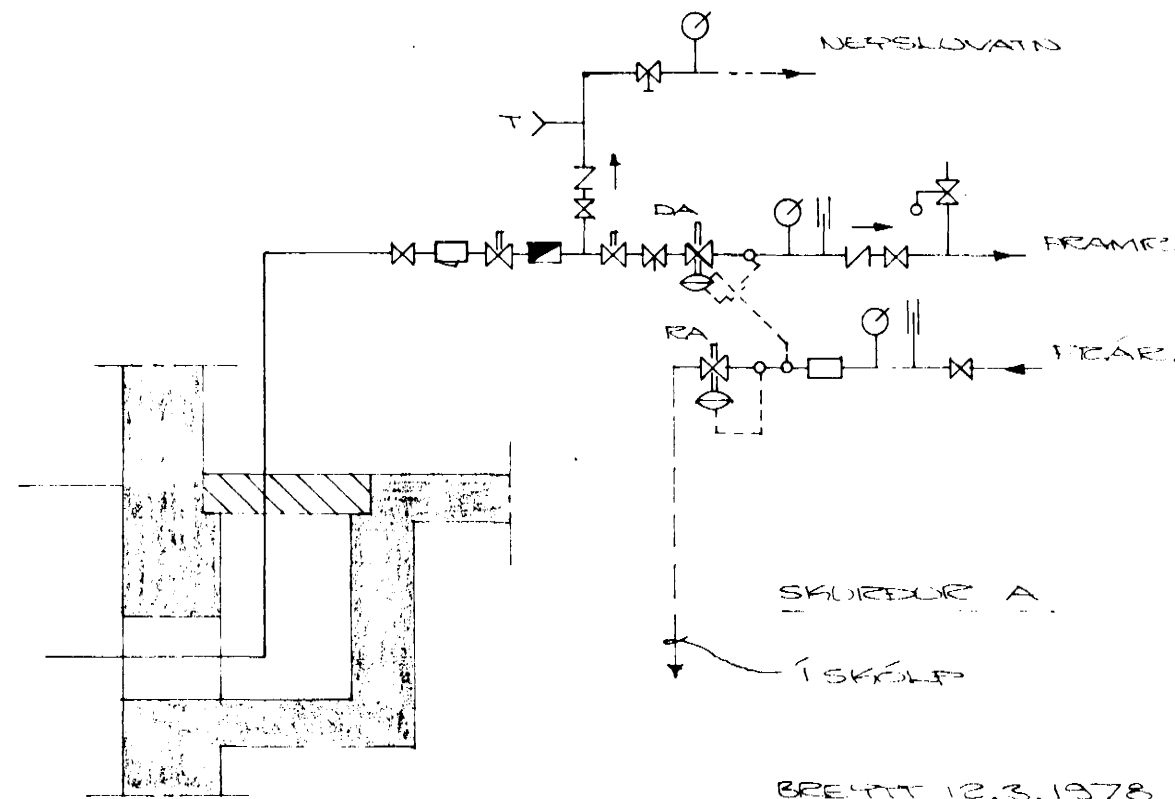 NEYSLUVATN
T
DA
FRAMR.
RA
FRÁR.
SKURÐUR A
Í SKÓLP
BREYTT 12.3.1978